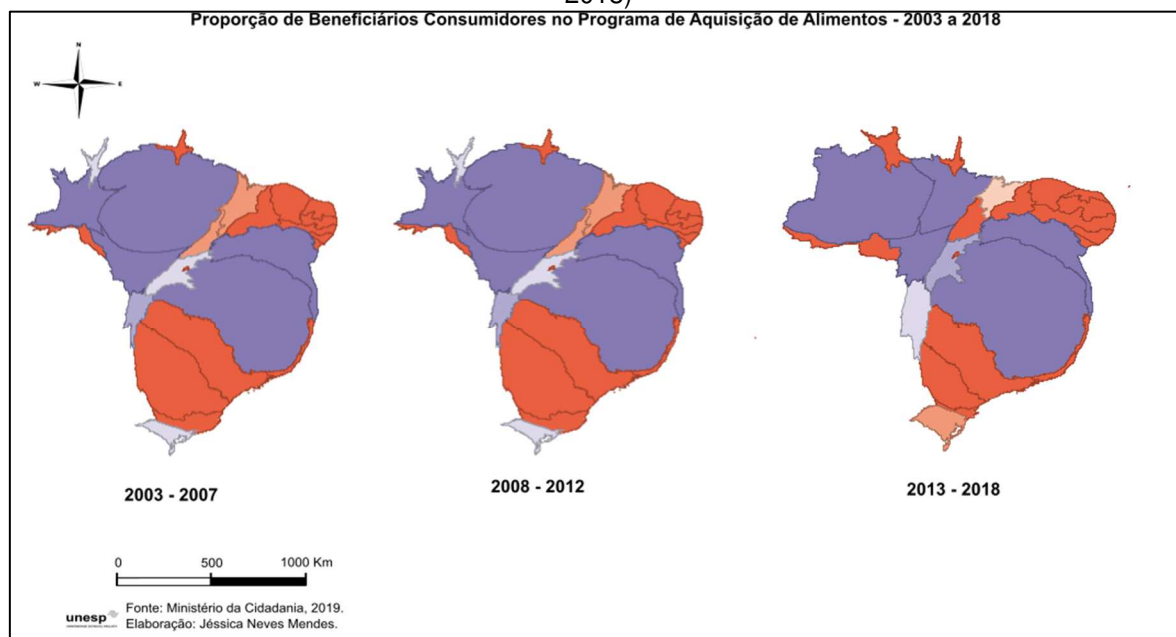 2018)
Proporção de Beneficiários Consumidores no Programa de Aquisição de Alimentos - 2003 a 2018
N
W E
S
2003 - 2007
2008 - 2012
2013 - 2018
0 500 1000 Km
unesp
Fonte: Ministério da Cidadania, 2019.
Elaboração: Jéssica Neves Mendes.